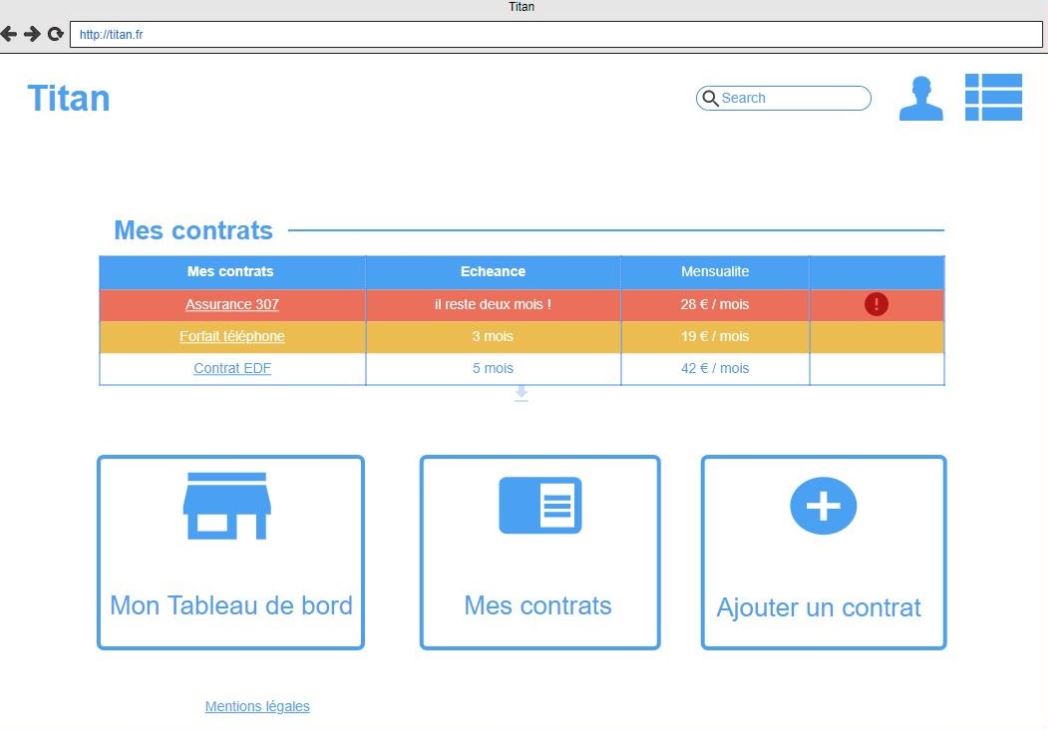 Titan
http://titan.fr
Titan
Search
Mes contrats
Mes contrats Echeance Mensualite
Assurance 307 il reste deux mois ! 28 € / mois !
Forfait téléphone 3 mois 19 € / mois
Contrat EDF 5 mois 42 € / mois
Mon Tableau de bord Mes contrats Ajouter un contrat
Mentions légales